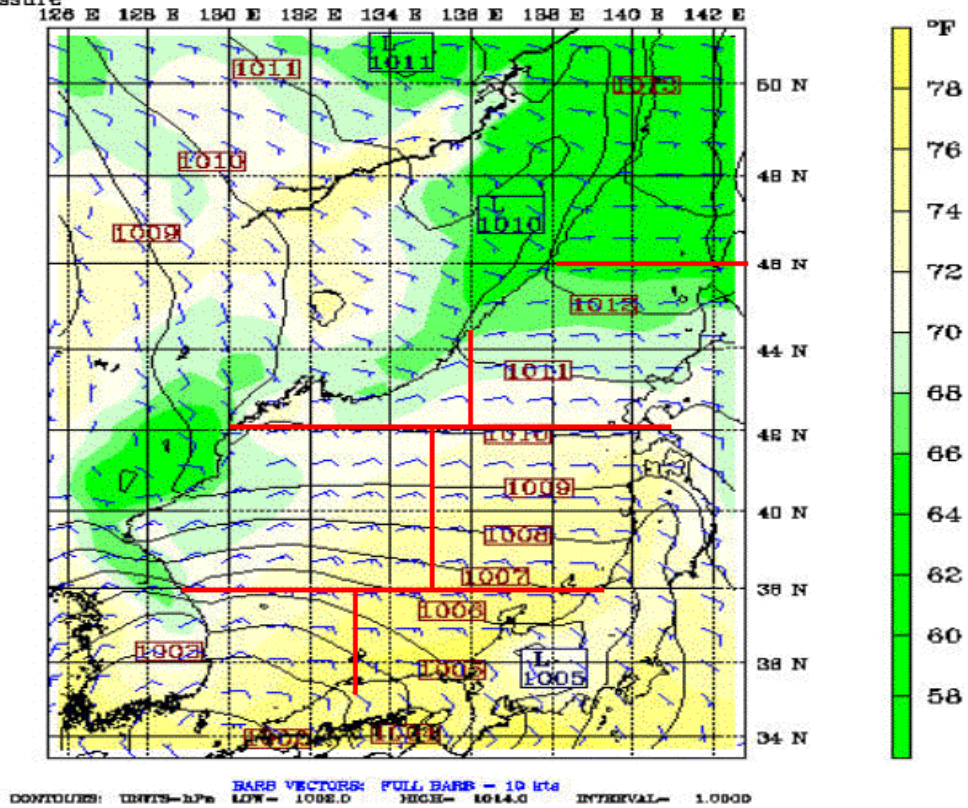 ssure
126 E 128 E 130 E 132 E 134 E 136 E 138 E 140 E 142 E
°F
L
1011
1011
1013
50 N
78
76
1010
48 N
74
L
1010
1009
46 N
72
1013
70
44 N
1011
68
42 N
1010
66
1009
64
40 N
1008
62
1007
38 N
1006
60
1003
1005
L
1005
36 N
58
34 N
BARB VECTORS: FULL BARB = 10 kts
CONTOURS: UNITS=hPa LOW= 1002.0 HIGH= 1014.0 INTERVAL= 1.0000